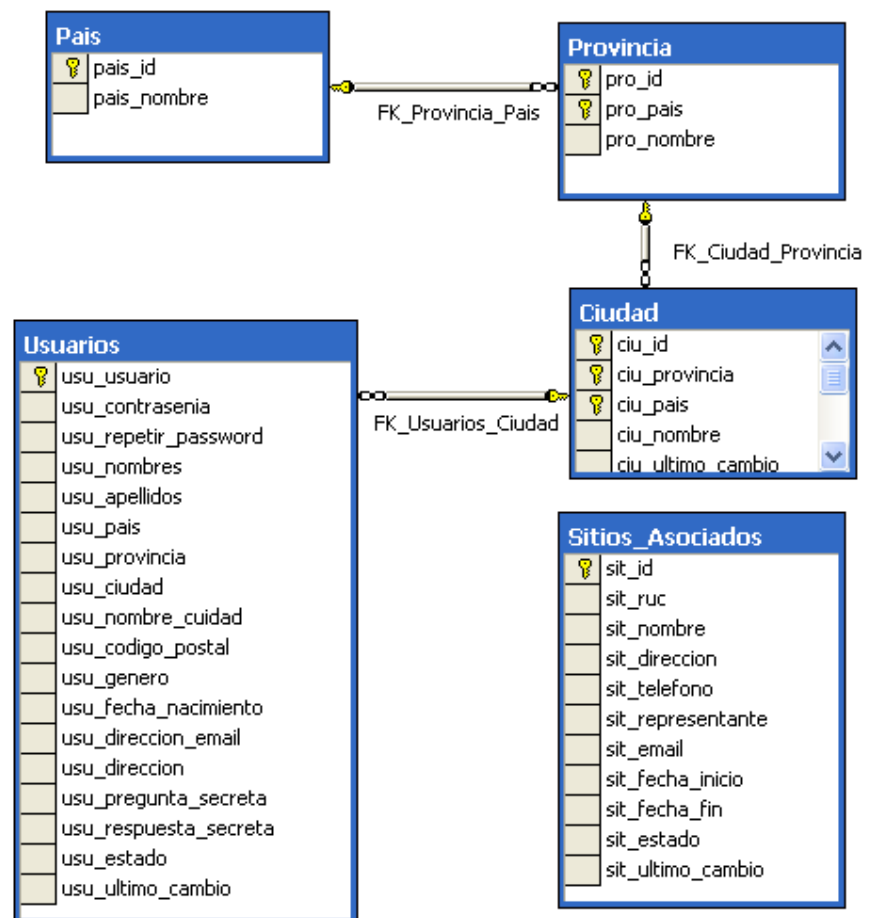 Pais
pais_id
pais_nombre
FK_Provincia_Pais
Provincia
pro_id
pro_pais
pro_nombre
FK_Ciudad_Provincia
Ciudad
ciu_id
ciu_provincia
ciu_pais
ciu_nombre
ciu_ultimo_cambio
FK_Usuarios_Ciudad
Usuarios
usu_usuario
usu_contrasenia
usu_repetir_password
usu_nombres
usu_apellidos
usu_pais
usu_provincia
usu_ciudad
usu_nombre_cuidad
usu_codigo_postal
usu_genero
usu_fecha_nacimiento
usu_direccion_email
usu_direccion
usu_pregunta_secreta
usu_respuesta_secreta
usu_estado
usu_ultimo_cambio
Sitios_Asociados
sit_id
sit_ruc
sit_nombre
sit_direccion
sit_telefono
sit_representante
sit_email
sit_fecha_inicio
sit_fecha_fin
sit_estado
sit_ultimo_cambio